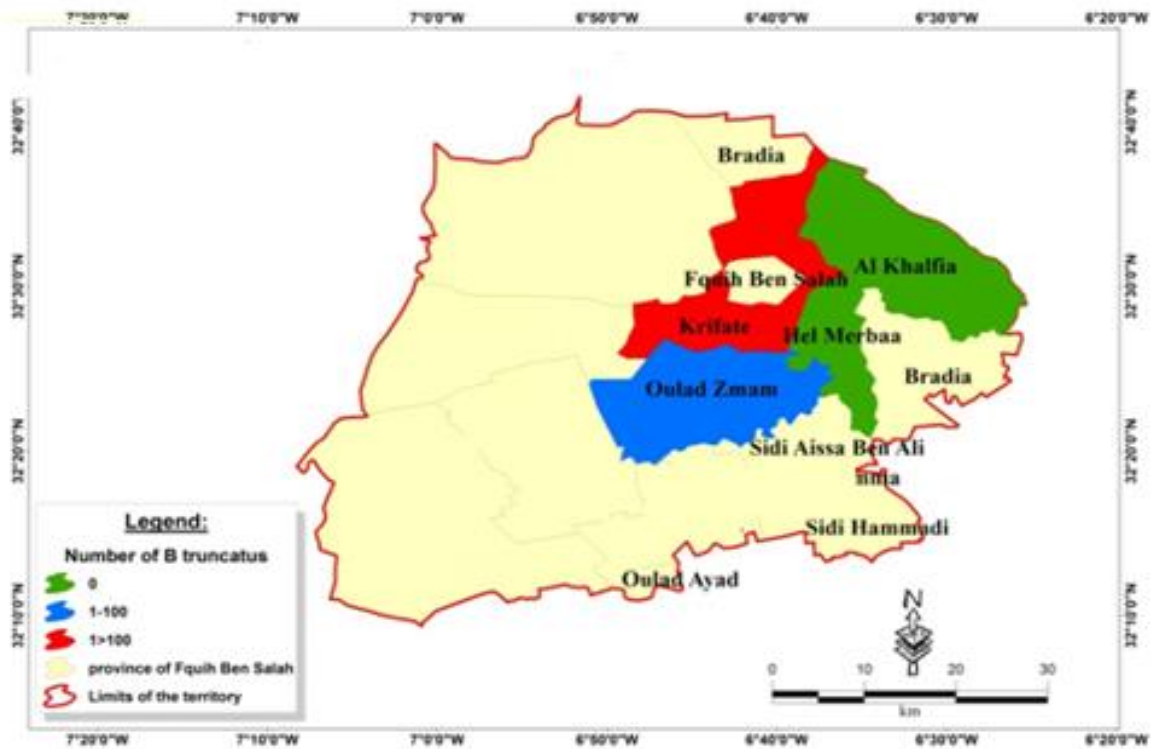 7°20'0"W 7°10'0"W 7°0'0"W 6°50'0"W 6°40'0"W 6°30'0"W 6°20'0"W
32°40'0"
32°40'0"N
Bradia
Al Khalfia
Fquih Ben Salah
32°30'0"N
32°30'0"N
Krifate
Hel Merbaa
Bradia
Oulad Zmam
Sidi Aissa Ben Ali
32°20'0"N
32°20'0"N
Sidi Hammadi
Oulad Ayad
32°10'0"N
32°10'0"N
Legend:
Number of B truncatus
0
1-100
1>100
province of Fquih Ben Salah
Limits of the territory
N
0 10 20 30
km
7°20'0"W 7°10'0"W 7°0'0"W 6°50'0"W 6°40'0"W 6°30'0"W 6°20'0"W